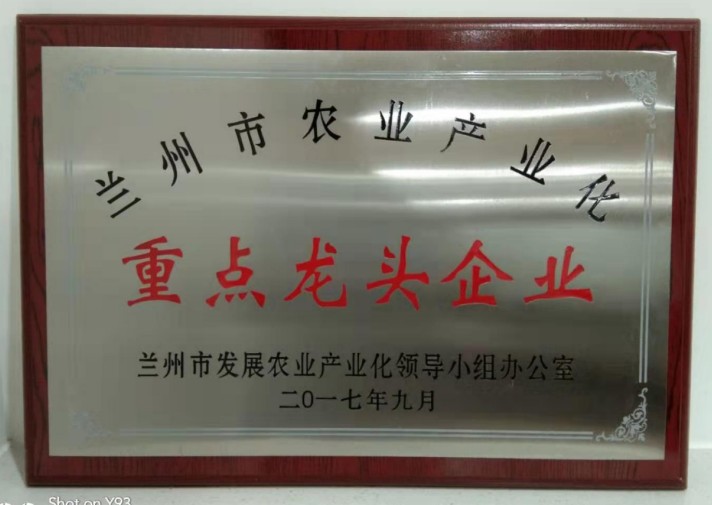 兰州市农业产业化
重点龙头企业
兰州市发展农业产业化领导小组办公室
二0一七年九月
Shot on Y93